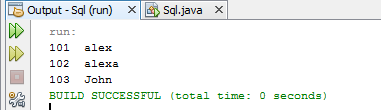 Output - Sql (run)
Sql.java
run:
101 alex
102 alexa
103 John
BUILD SUCCESSFUL (total time: 0 seconds)